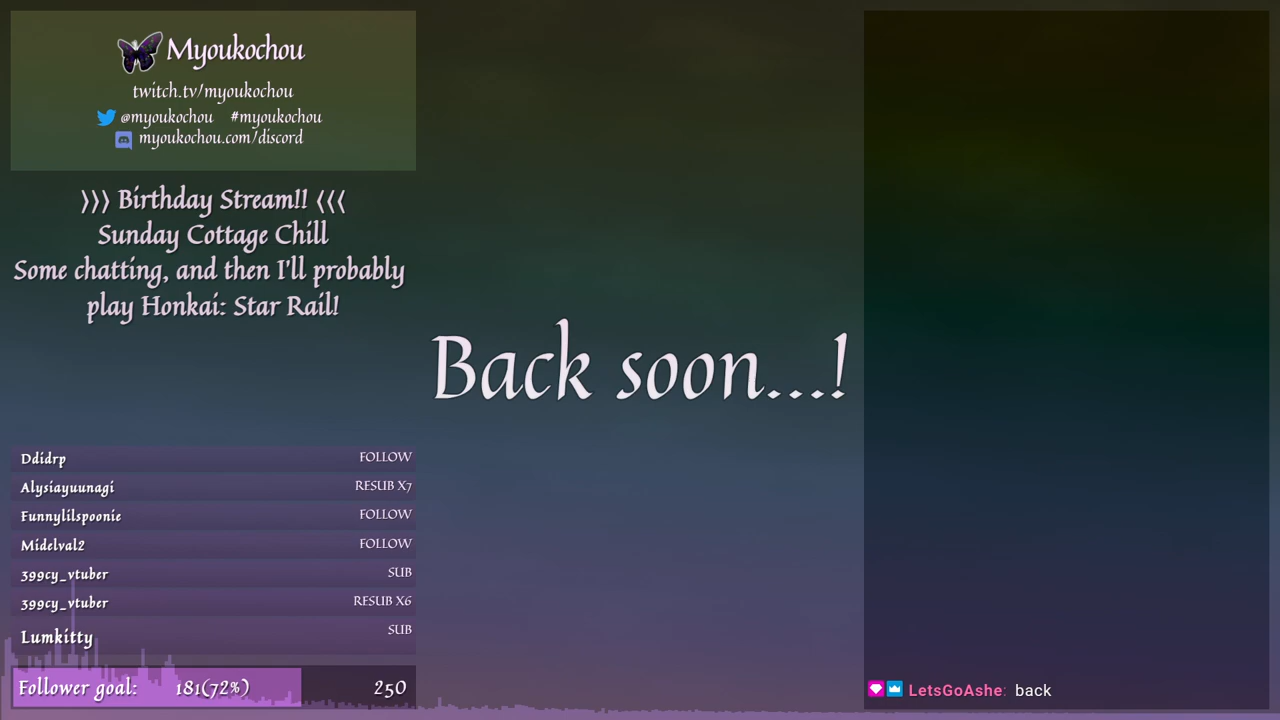 Myoukochou
twitch.tv/myoukochou
@myoukochou #myoukochou
myoukochou.com/discord
⟩⟩⟩ Birthday Stream!! ⟨⟨⟨
Sunday Cottage Chill
Some chatting, and then I'll probably
play Honkai: Star Rail!
Back soon...!
Ddidrp FOLLOW
Alysiayuunagi RESUB X7
Funnylilspoonie FOLLOW
Midelval2 FOLLOW
399cy_vtuber SUB
399cy_vtuber RESUB X6
Lumkitty SUB
Follower goal: 181(72%) 250
LetsGoAshe: back